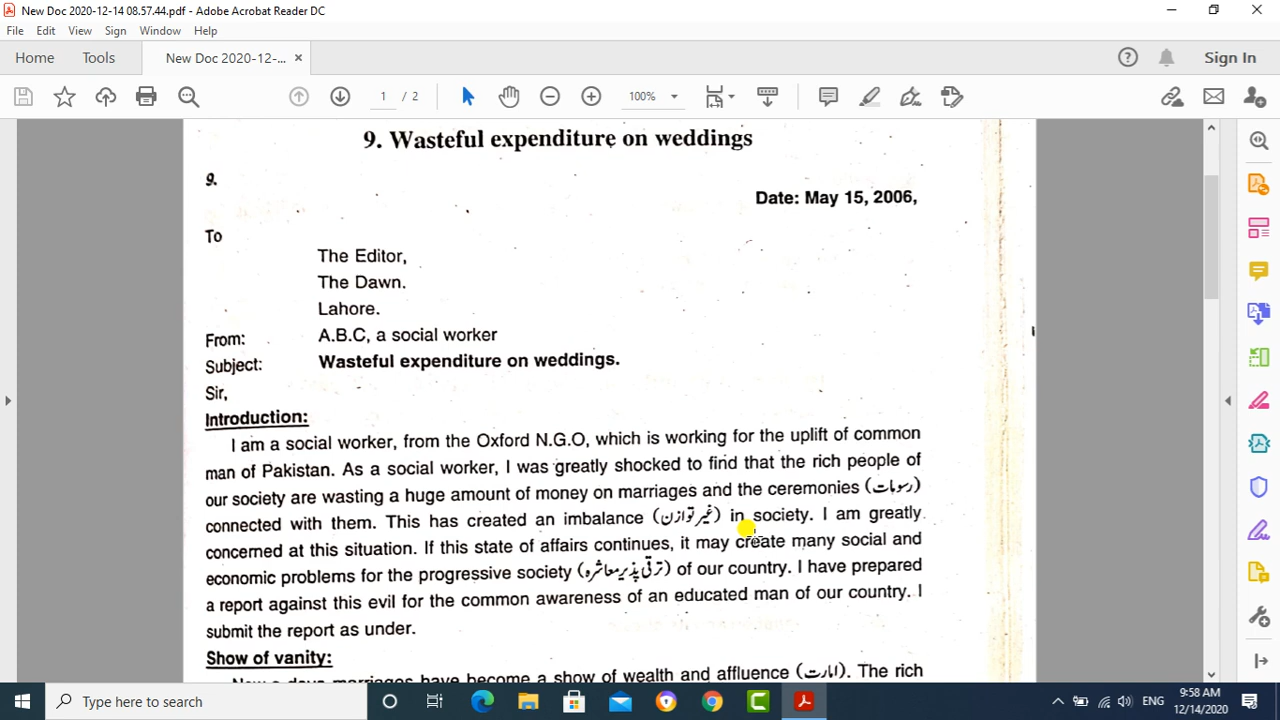 New Doc 2020-12-14 08.57.44.pdf - Adobe Acrobat Reader DC
File Edit View Sign Window Help
Home Tools New Doc 2020-12-... × Sign In
1 / 2 100%
9. Wasteful expenditure on weddings
9.
Date: May 15, 2006,
To
The Editor,
The Dawn.
Lahore.
From: A.B.C, a social worker
Subject: Wasteful expenditure on weddings.
Sir,
Introduction:
I am a social worker, from the Oxford N.G.O, which is working for the uplift of common
man of Pakistan. As a social worker, I was greatly shocked to find that the rich people of
our society are wasting a huge amount of money on marriages and the ceremonies (رسومات)
connected with them. This has created an imbalance (غیر توازن) in society. I am greatly
concerned at this situation. If this state of affairs continues, it may create many social and
economic problems for the progressive society (ترقی پذیر معاشرہ) of our country. I have prepared
a report against this evil for the common awareness of an educated man of our country. I
submit the report as under.
Show of vanity:
Now a days marriages have become a show of wealth and affluence (امارت). The rich
Type here to search
ENG
9:58 AM
12/14/2020